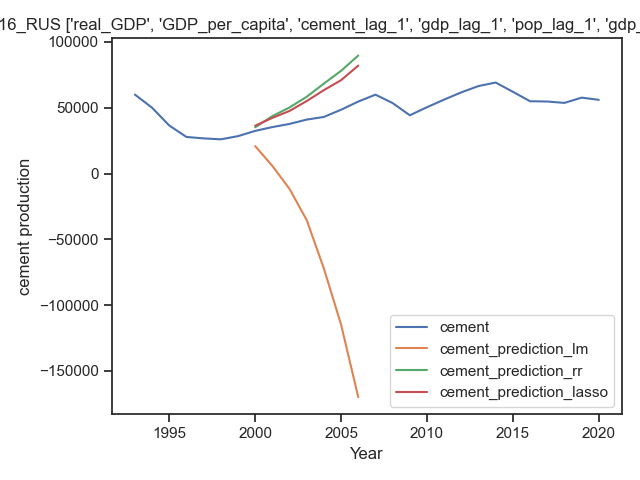 16_RUS ['real_GDP', 'GDP_per_capita', 'cement_lag_1', 'gdp_lag_1', 'pop_lag_1', 'gdp_
100000
50000
0
−50000
−100000
−150000
cement production
cement
cement_prediction_lm
cement_prediction_rr
cement_prediction_lasso
1995 2000 2005 2010 2015 2020
Year